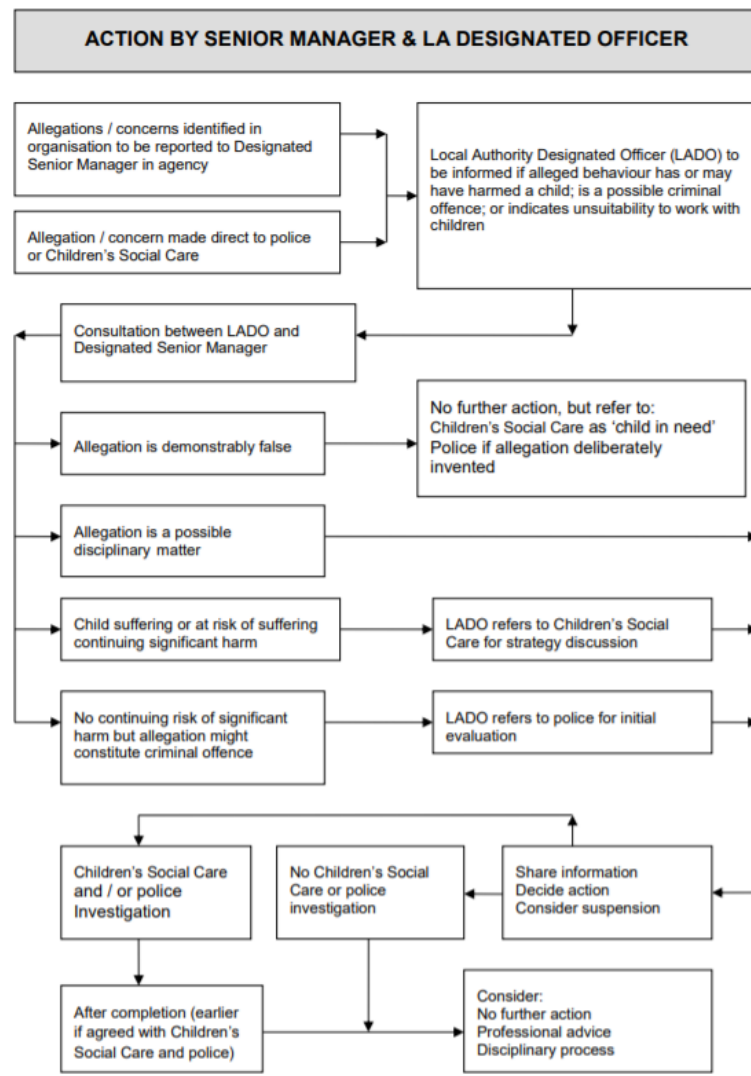 ACTION BY SENIOR MANAGER & LA DESIGNATED OFFICER
Allegations / concerns identified in
organisation to be reported to Designated
Senior Manager in agency
Allegation / concern made direct to police
or Children's Social Care
Local Authority Designated Officer (LADO) to
be informed if alleged behaviour has or may
have harmed a child; is a possible criminal
offence; or indicates unsuitability to work with
children
Consultation between LADO and
Designated Senior Manager
Allegation is demonstrably false
No further action, but refer to:
Children's Social Care as 'child in need'
Police if allegation deliberately
invented
Allegation is a possible
disciplinary matter
Child suffering or at risk of suffering
continuing significant harm
LADO refers to Children's Social
Care for strategy discussion
No continuing risk of significant
harm but allegation might
constitute criminal offence
LADO refers to police for initial
evaluation
Children's Social Care
and / or police
Investigation
No Children's Social
Care or police
investigation
Share information
Decide action
Consider suspension
After completion (earlier
if agreed with Children's
Social Care and police)
Consider:
No further action
Professional advice
Disciplinary process